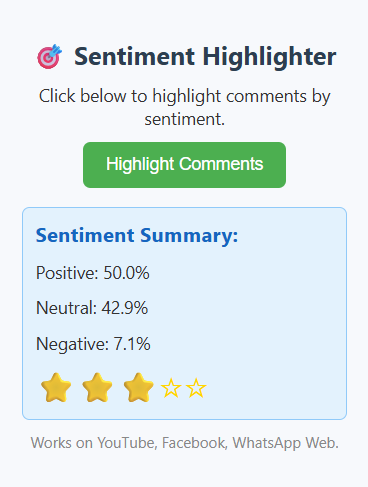 🎯 Sentiment Highlighter
Click below to highlight comments by
sentiment.
Highlight Comments
Sentiment Summary:
Positive: 50.0%
Neutral: 42.9%
Negative: 7.1%
⭐⭐⭐☆☆
Works on YouTube, Facebook, WhatsApp Web.